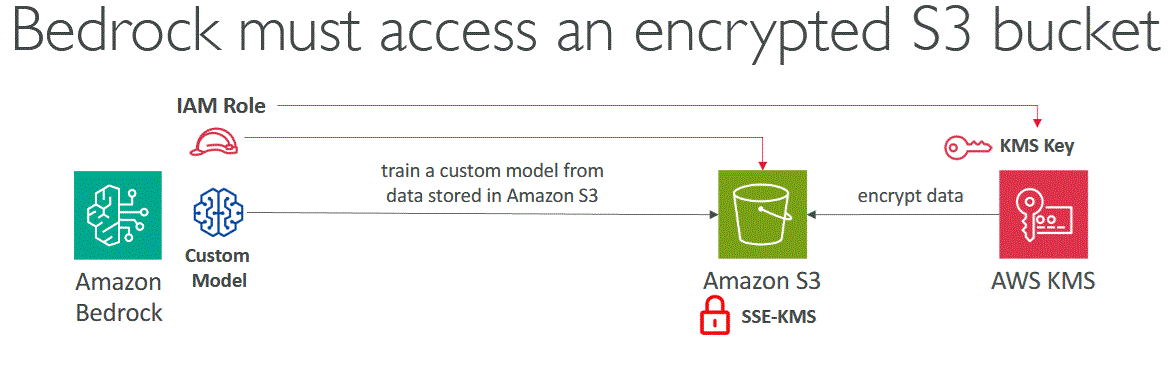 Bedrock must access an encrypted S3 bucket
IAM Role
KMS Key
train a custom model from
data stored in Amazon S3
encrypt data
Custom
Model
Amazon
Bedrock
Amazon S3
AWS KMS
SSE-KMS